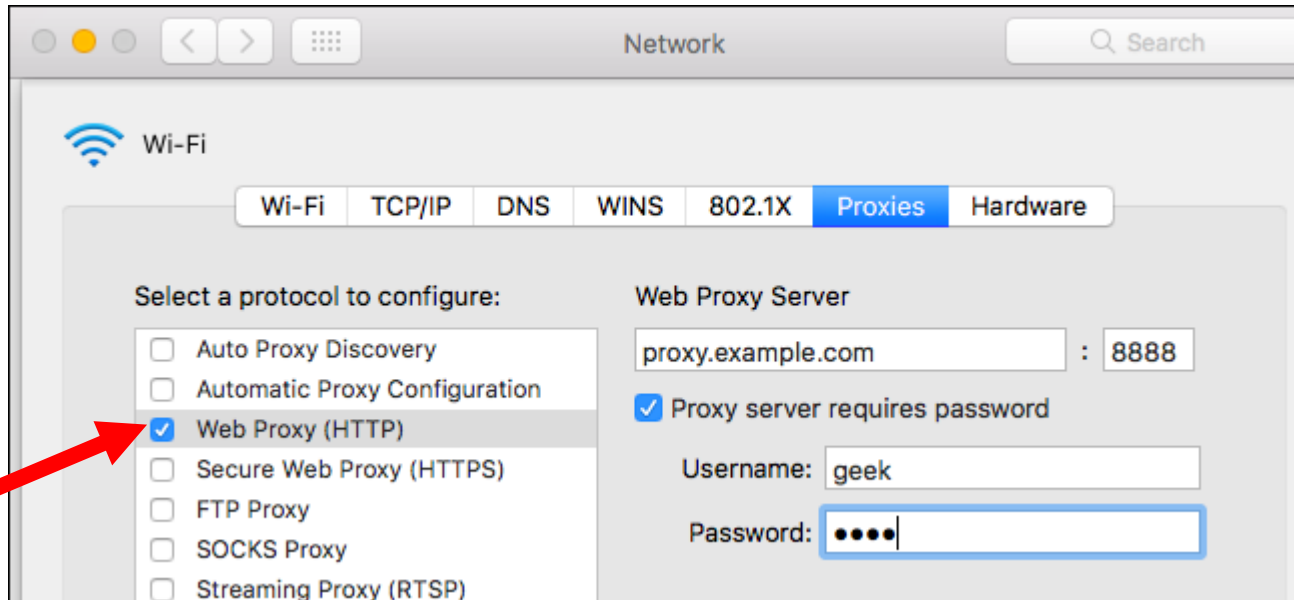 Network
Search
Wi-Fi
Wi-Fi TCP/IP DNS WINS 802.1X Proxies Hardware
Select a protocol to configure:
Auto Proxy Discovery
Automatic Proxy Configuration
Web Proxy (HTTP)
Secure Web Proxy (HTTPS)
FTP Proxy
SOCKS Proxy
Streaming Proxy (RTSP)
Web Proxy Server
proxy.example.com : 8888
Proxy server requires password
Username: geek
Password: ••••